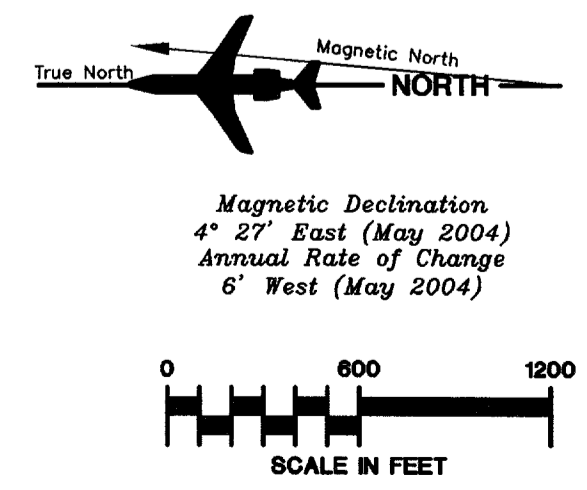 Magnetic North
True North
NORTH
Magnetic Declination
4° 27' East (May 2004)
Annual Rate of Change
6' West (May 2004)
0 600 1200
SCALE IN FEET